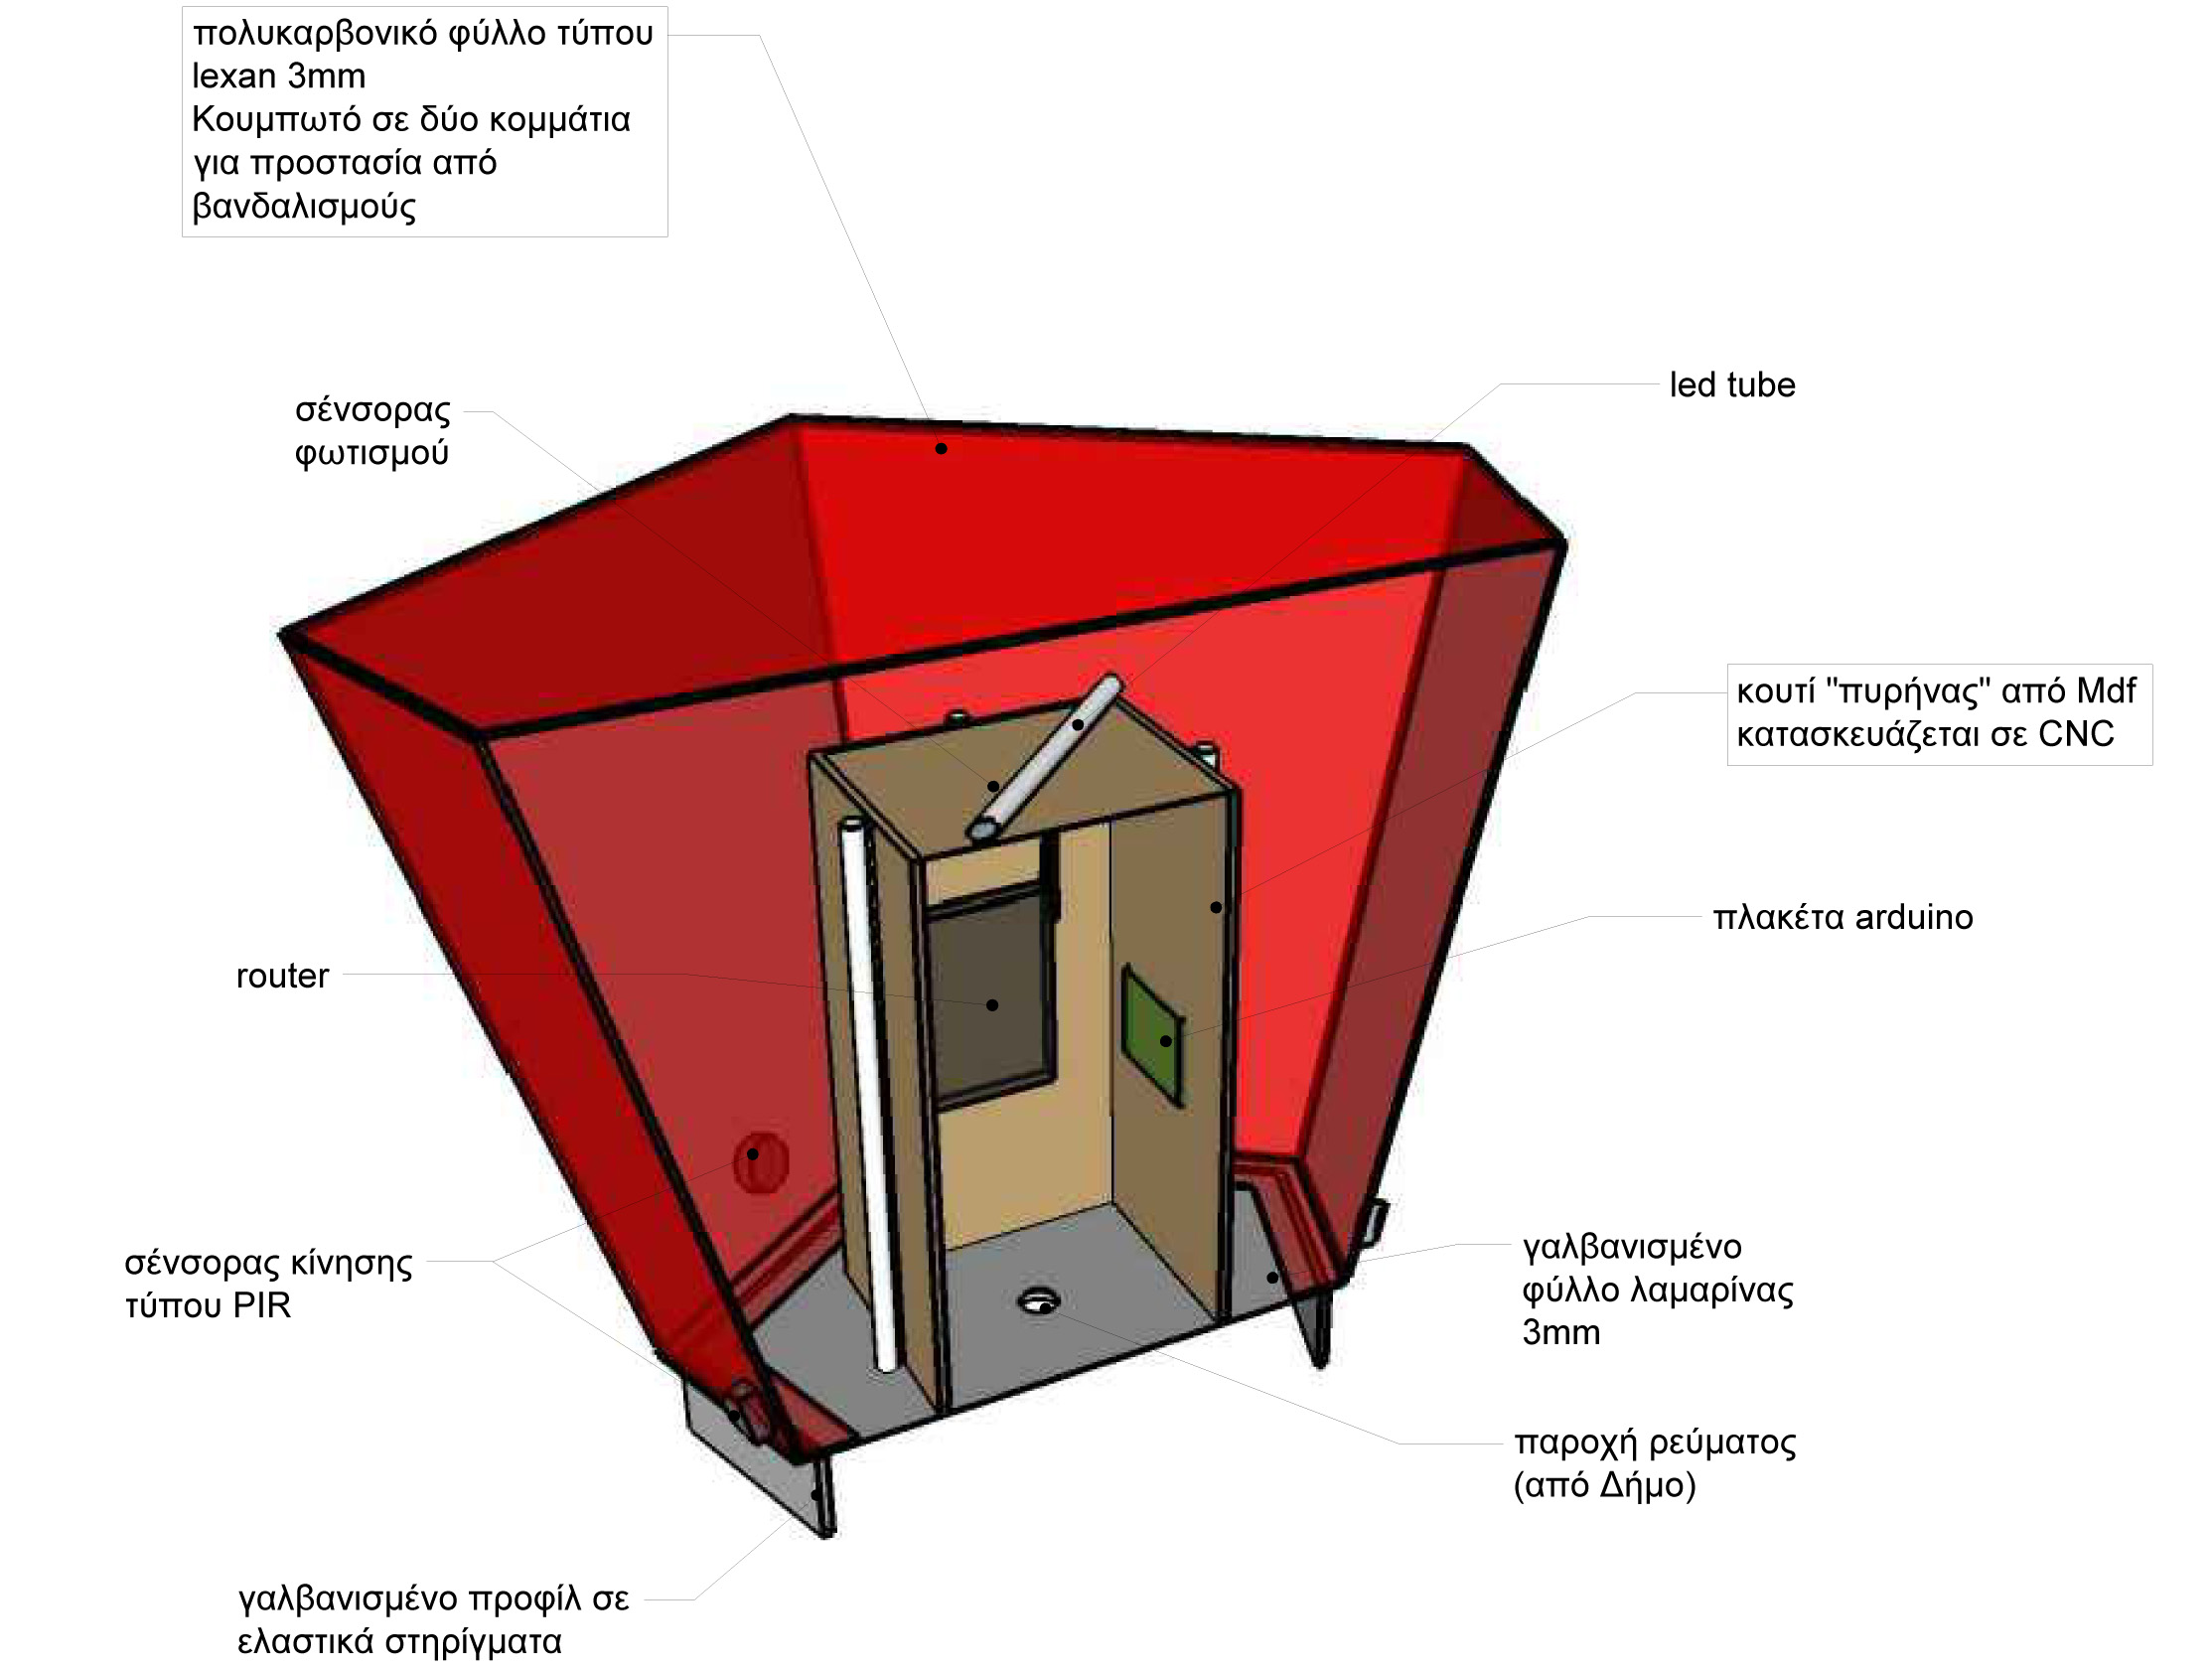 πολυκαρβονικό φύλλο τύπου
lexan 3mm
Κουμπωτό σε δύο κομμάτια
για προστασία από
βανδαλισμούς
led tube
σένσορας
φωτισμού
κουτί "πυρήνας" από Mdf
κατασκευάζεται σε CNC
πλακέτα arduino
router
σένσορας κίνησης
τύπου PIR
γαλβανισμένο
φύλλο λαμαρίνας
3mm
παροχή ρεύματος
(από Δήμο)
γαλβανισμένο προφίλ σε
ελαστικά στηρίγματα